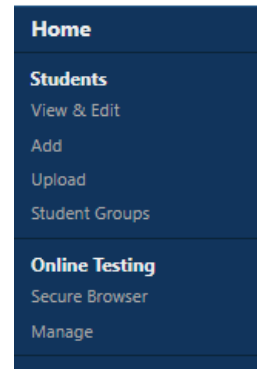 Home
Students
View & Edit
Add
Upload
Student Groups
Online Testing
Secure Browser
Manage